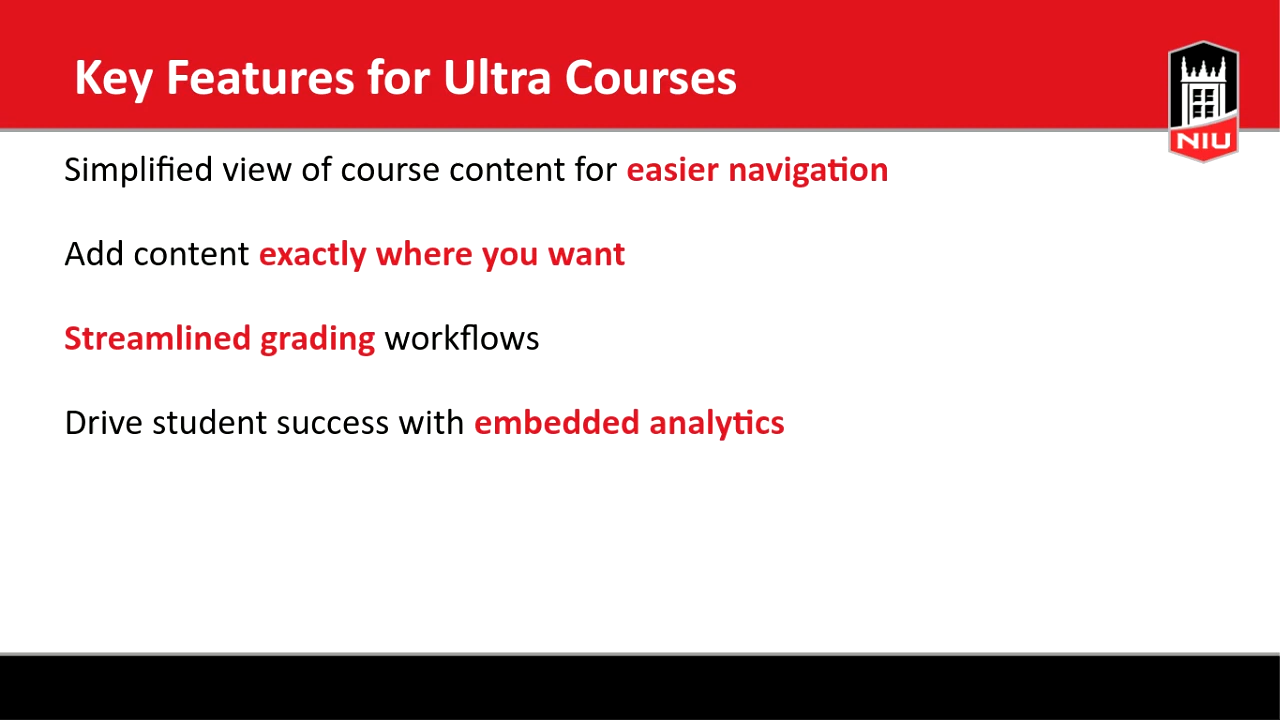 Key Features for Ultra Courses
NIU
Simplified view of course content for easier navigation
Add content exactly where you want
Streamlined grading workflows
Drive student success with embedded analytics